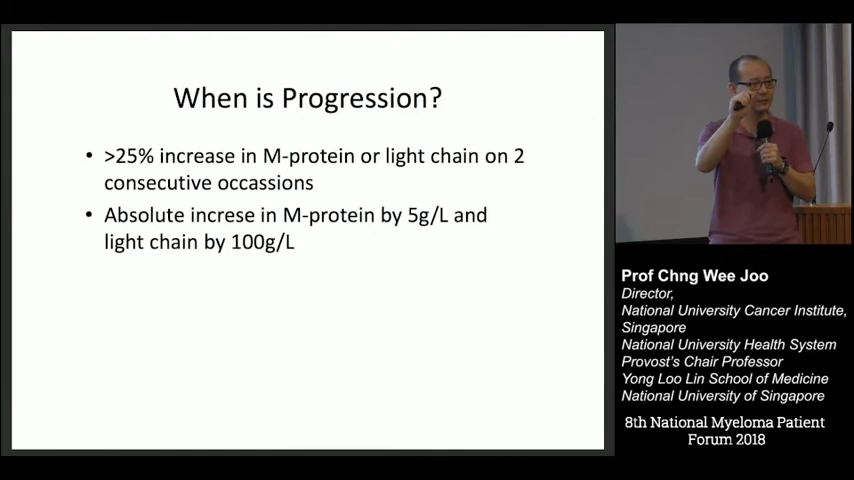 When is Progression?
• >25% increase in M-protein or light chain on 2
consecutive occassions
• Absolute increse in M-protein by 5g/L and
light chain by 100g/L
Prof Chng Wee Joo
Director,
National University Cancer Institute,
Singapore
National University Health System
Provost's Chair Professor
Yong Loo Lin School of Medicine
National University of Singapore
8th National Myeloma Patient
Forum 2018